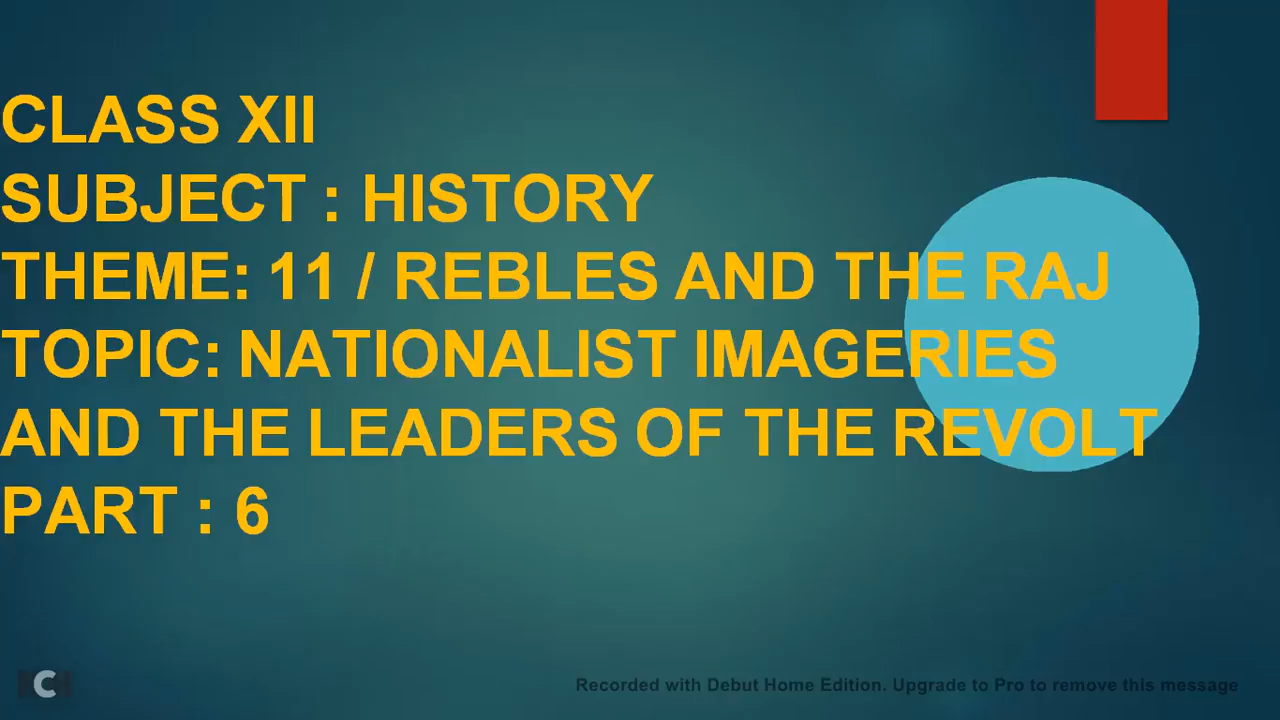 CLASS XII
SUBJECT : HISTORY
THEME: 11 / REBLES AND THE RAJ
TOPIC: NATIONALIST IMAGERIES
AND THE LEADERS OF THE REVOLT
PART : 6
C
Recorded with Debut Home Edition. Upgrade to Pro to remove this message